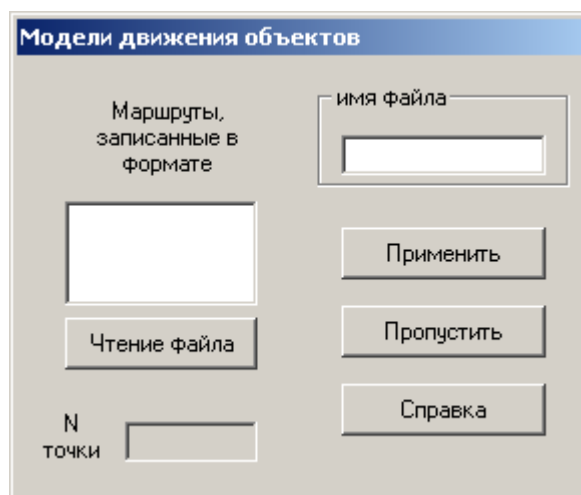 Модели движения объектов
Маршруты,
записанные в
формате
имя файла
Применить
Чтение файла
Пропустить
N
точки
Справка